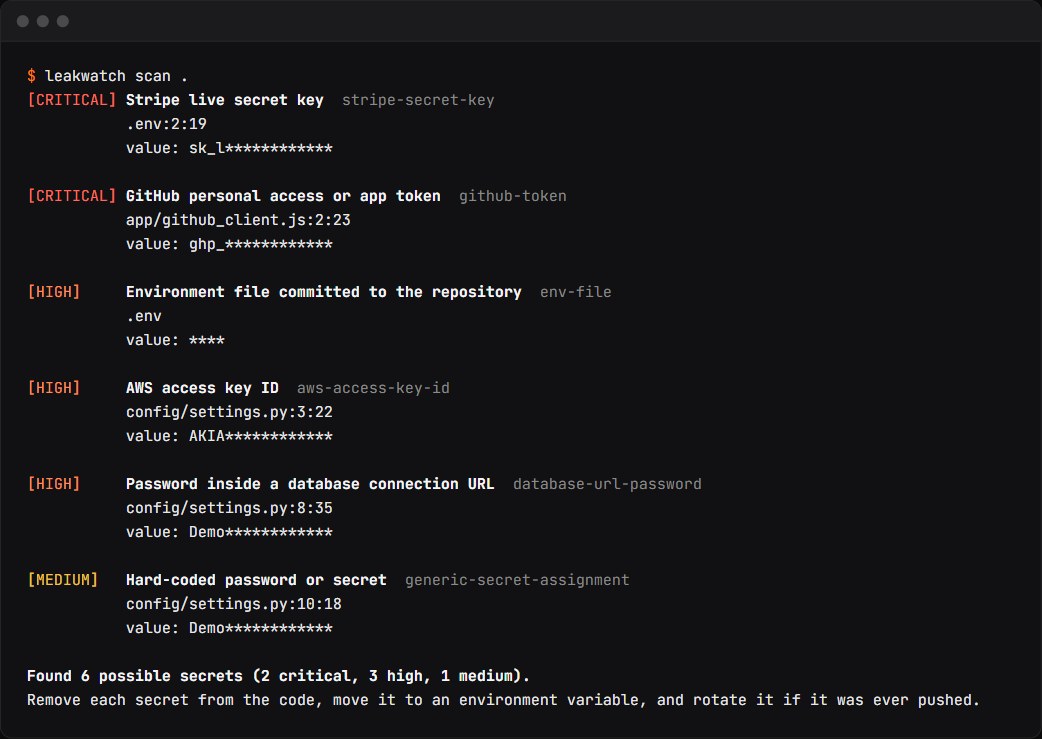 $ leakwatch scan .
[CRITICAL] Stripe live secret key  stripe-secret-key
.env:2:19
value: sk_l************
[CRITICAL] GitHub personal access or app token  github-token
app/github_client.js:2:23
value: ghp_************
[HIGH] Environment file committed to the repository  env-file
.env
value: ****
[HIGH] AWS access key ID  aws-access-key-id
config/settings.py:3:22
value: AKIA************
[HIGH] Password inside a database connection URL  database-url-password
config/settings.py:8:35
value: Demo************
[MEDIUM] Hard-coded password or secret  generic-secret-assignment
config/settings.py:10:18
value: Demo************
Found 6 possible secrets (2 critical, 3 high, 1 medium).
Remove each secret from the code, move it to an environment variable, and rotate it if it was ever pushed.